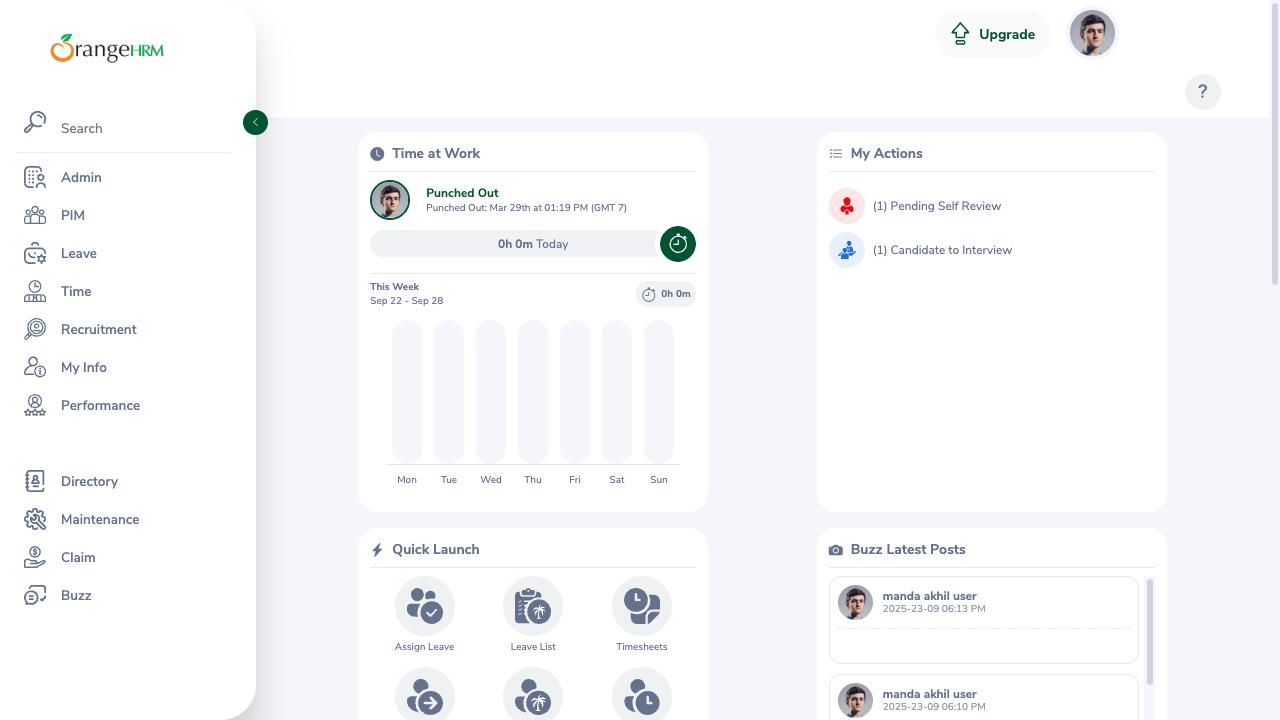 OrangeHRM
Upgrade
?
Search
Admin
PIM
Leave
Time
Recruitment
My Info
Performance
Directory
Maintenance
Claim
Buzz
Time at Work
Punched Out
Punched Out: Mar 29th at 01:19 PM (GMT 7)
0h 0m Today
This Week
Sep 22 - Sep 28
0h 0m
Mon Tue Wed Thu Fri Sat Sun
My Actions
(1) Pending Self Review
(1) Candidate to Interview
Quick Launch
Assign Leave
Leave List
Timesheets
Buzz Latest Posts
manda akhil user
2025-23-09 06:13 PM
manda akhil user
2025-23-09 06:10 PM